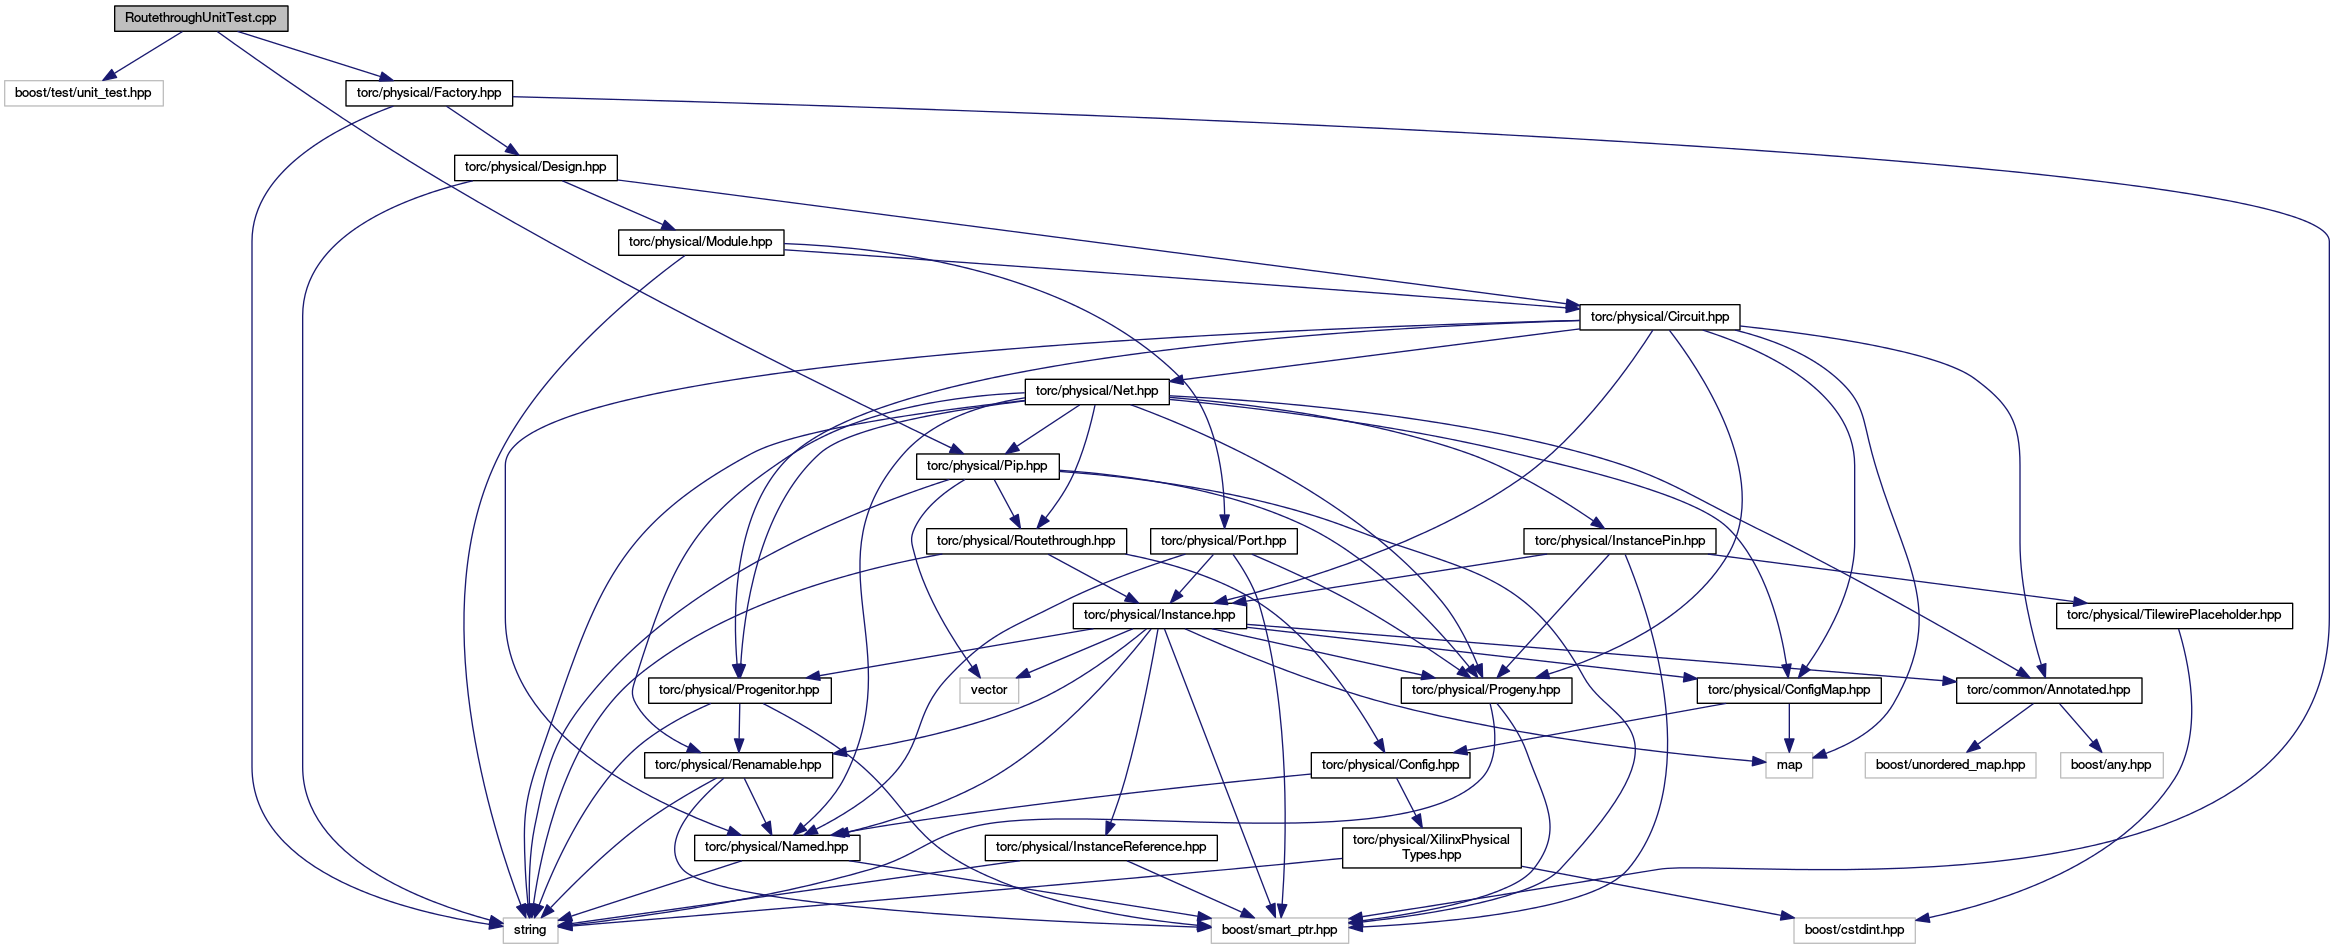 RoutethroughUnitTest.cpp
boost/test/unit_test.hpp
torc/physical/Factory.hpp
torc/physical/Design.hpp
torc/physical/Module.hpp
torc/physical/Circuit.hpp
torc/physical/Net.hpp
torc/physical/Pip.hpp
torc/physical/Routethrough.hpp
torc/physical/Port.hpp
torc/physical/InstancePin.hpp
torc/physical/Instance.hpp
torc/physical/TilewirePlaceholder.hpp
torc/physical/Progenitor.hpp
vector
torc/physical/Progeny.hpp
torc/physical/ConfigMap.hpp
torc/common/Annotated.hpp
torc/physical/Renamable.hpp
torc/physical/Config.hpp
map
boost/unordered_map.hpp
boost/any.hpp
torc/physical/Named.hpp
torc/physical/InstanceReference.hpp
torc/physical/XilinxPhysical
Types.hpp
string
boost/smart_ptr.hpp
boost/cstdint.hpp